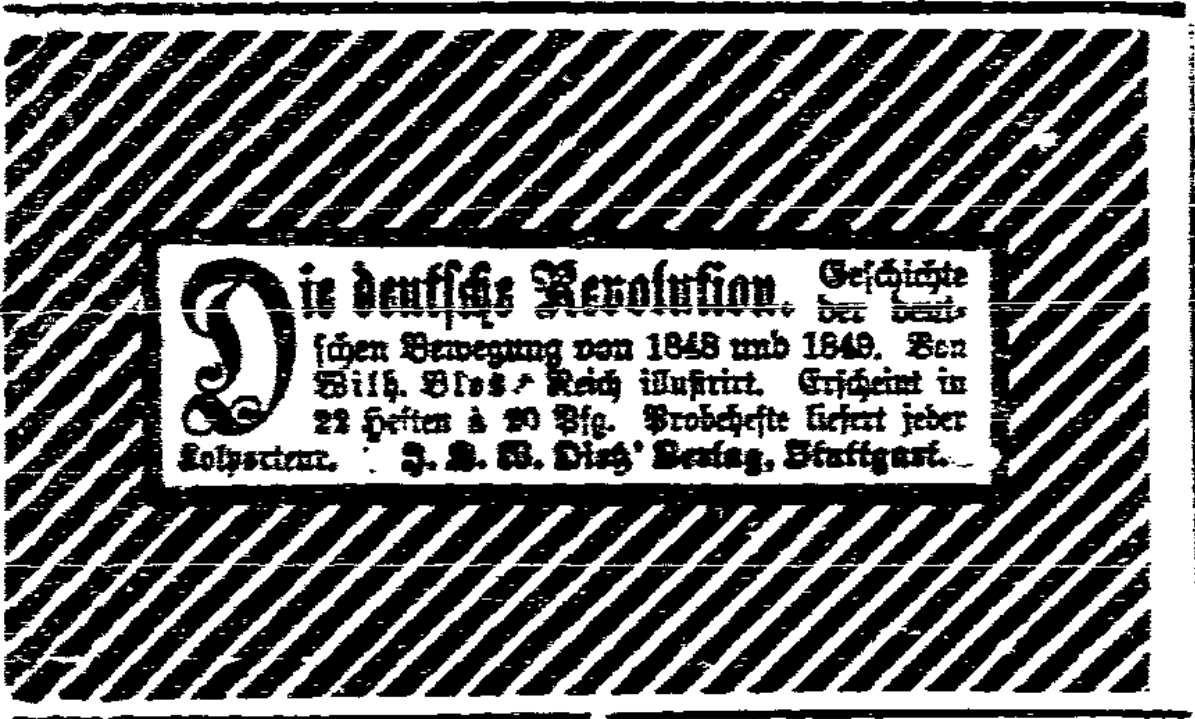 Die deutsche Revolution. Geschichte
der deut-
schen Bewegung von 1848 und 1849. Von
Wilh. Blos. Reich illustrirt. Erscheint in
22 Heften à 20 Pfg. Probehefte liefert jeder
Kolporteur. J. H. W. Dietz' Verlag, Stuttgart.